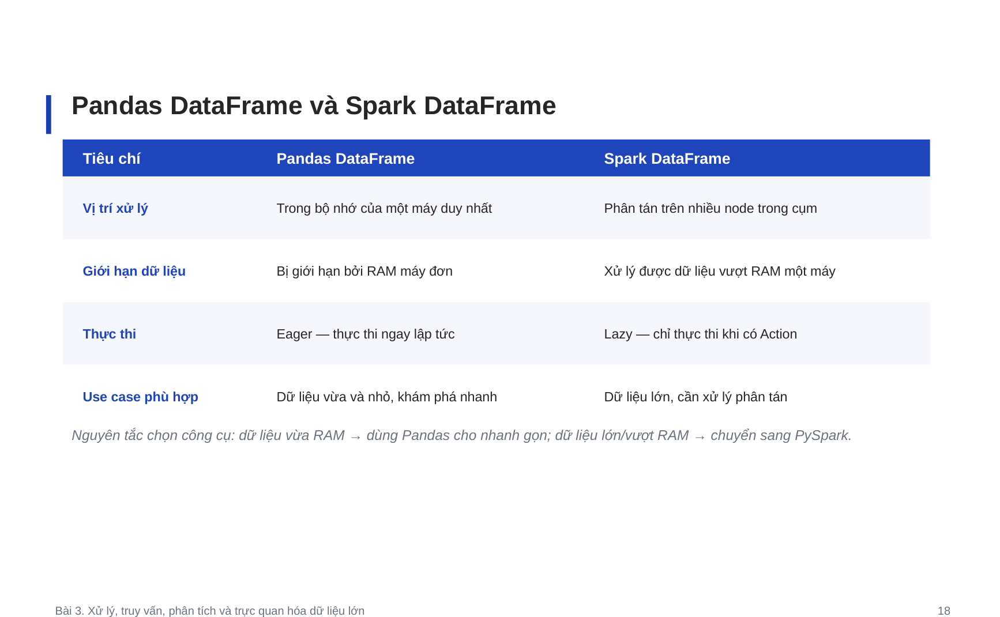 Pandas DataFrame và Spark DataFrame
Tiêu chí Pandas DataFrame Spark DataFrame
Vị trí xử lý Trong bộ nhớ của một máy duy nhất Phân tán trên nhiều node trong cụm
Giới hạn dữ liệu Bị giới hạn bởi RAM máy đơn Xử lý được dữ liệu vượt RAM một máy
Thực thi Eager — thực thi ngay lập tức Lazy — chỉ thực thi khi có Action
Use case phù hợp Dữ liệu vừa và nhỏ, khám phá nhanh Dữ liệu lớn, cần xử lý phân tán
Nguyên tắc chọn công cụ: dữ liệu vừa RAM → dùng Pandas cho nhanh gọn; dữ liệu lớn/vượt RAM → chuyển sang PySpark.
Bài 3. Xử lý, truy vấn, phân tích và trực quan hóa dữ liệu lớn 18